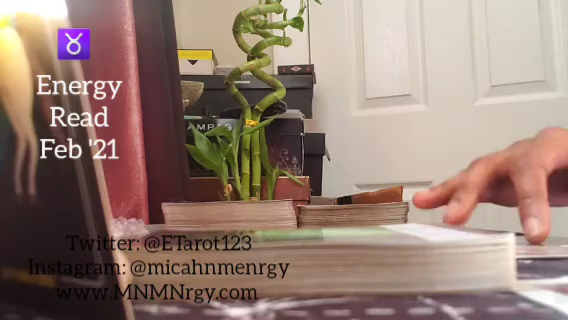 ♉
Energy
Read
Feb '21
Twitter: @ETarot123
Instagram: @micahnmenrgy
www.MNMNrgy.com